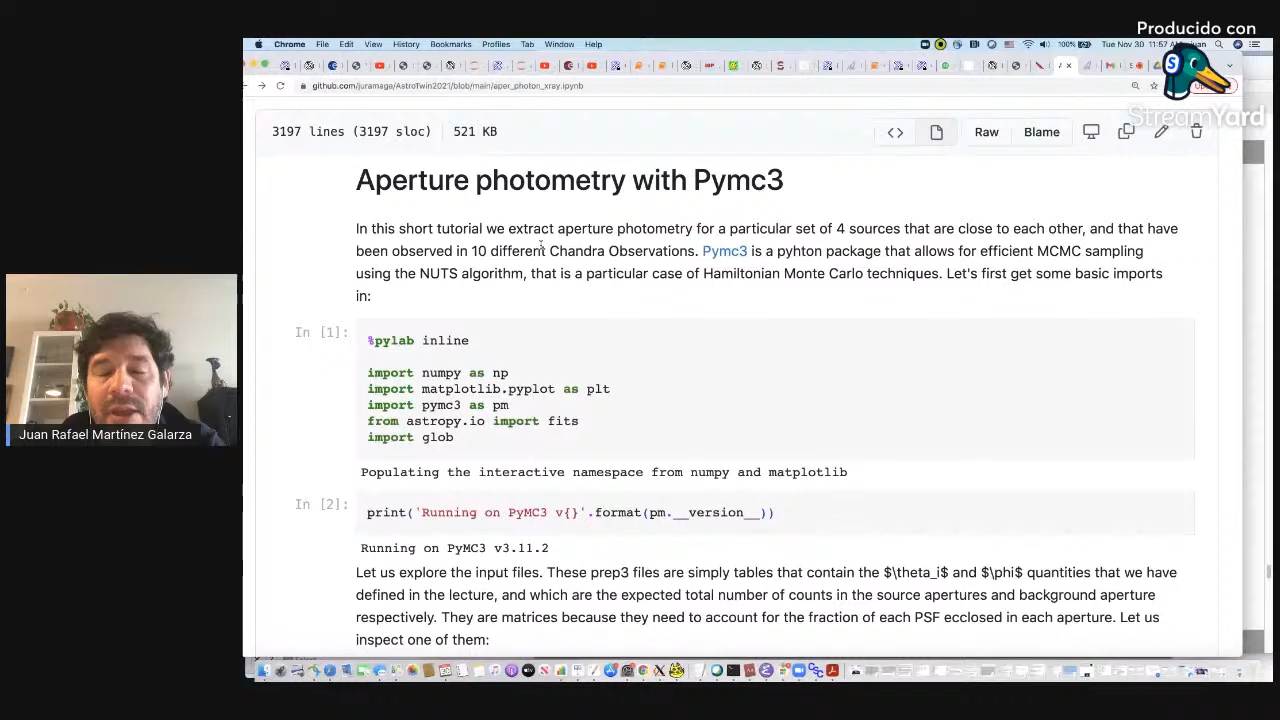 Producido con
StreamYard
Chrome File Edit View History Bookmarks Profiles Tab Window Help
100% Tue Nov 30 11:57
github.com/juramaga/AstroTwin2021/blob/main/aper_photon_xray.ipynb
3197 lines (3197 sloc) 521 KB
Raw Blame
Aperture photometry with Pymc3
In this short tutorial we extract aperture photometry for a particular set of 4 sources that are close to each other, and that have
been observed in 10 different Chandra Observations. Pymc3 is a pyhton package that allows for efficient MCMC sampling
using the NUTS algorithm, that is a particular case of Hamiltonian Monte Carlo techniques. Let's first get some basic imports
in:
In [1]:
%pylab inline
import numpy as np
import matplotlib.pyplot as plt
import pymc3 as pm
from astropy.io import fits
import glob
Populating the interactive namespace from numpy and matplotlib
In [2]:
print('Running on PyMC3 v{}'.format(pm.__version__))
Running on PyMC3 v3.11.2
Let us explore the input files. These prep3 files are simply tables that contain the $\theta_i$ and $\phi$ quantities that we have
defined in the lecture, and which are the expected total number of counts in the source apertures and background aperture
respectively. They are matrices because they need to account for the fraction of each PSF ecclosed in each aperture. Let us
inspect one of them:
Juan Rafael Martínez Galarza